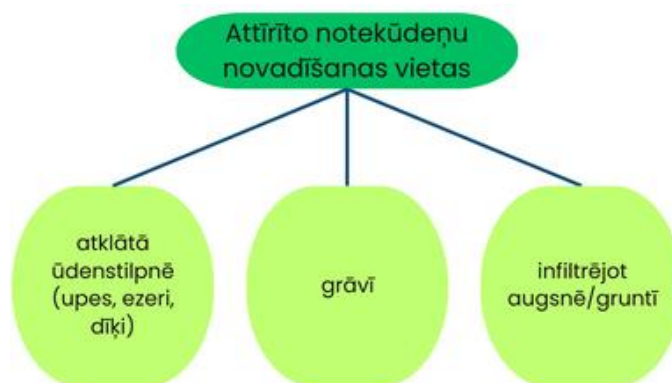 Attīrīto notekūdeņu
novadīšanas vietas
atklātā
ūdenstilpnē
(upes, ezeri,
dīķi)
grāvī
infiltrējot
augsnē/gruntī